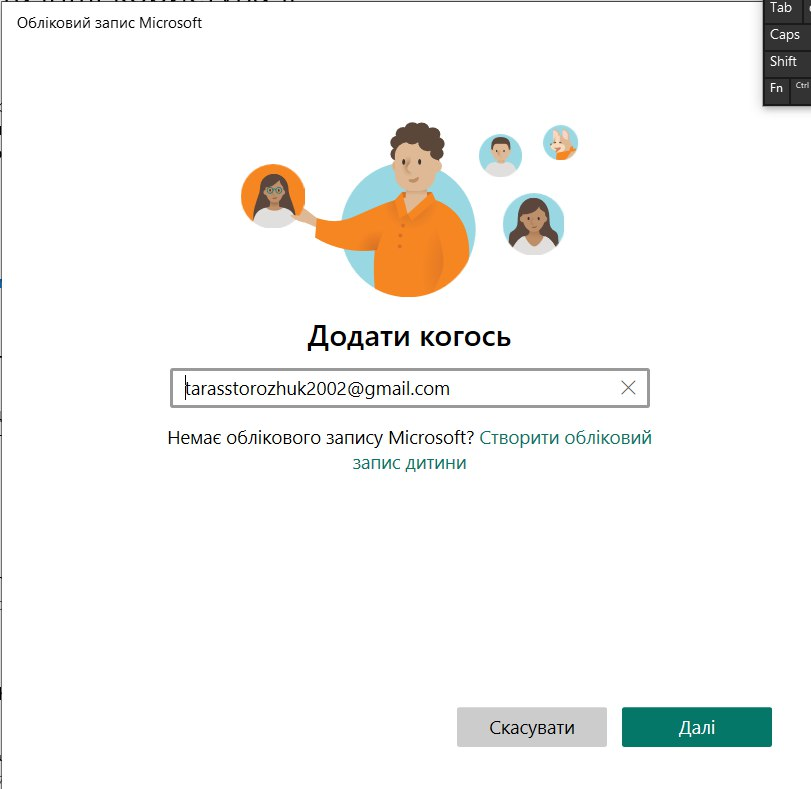 Обліковий запис Microsoft
Tab
Caps
Shift
Fn Ctrl
Додати когось
tarasstorozhuk2002@gmail.com
Немає облікового запису Microsoft? Створити обліковий
запис дитини
Скасувати Далі